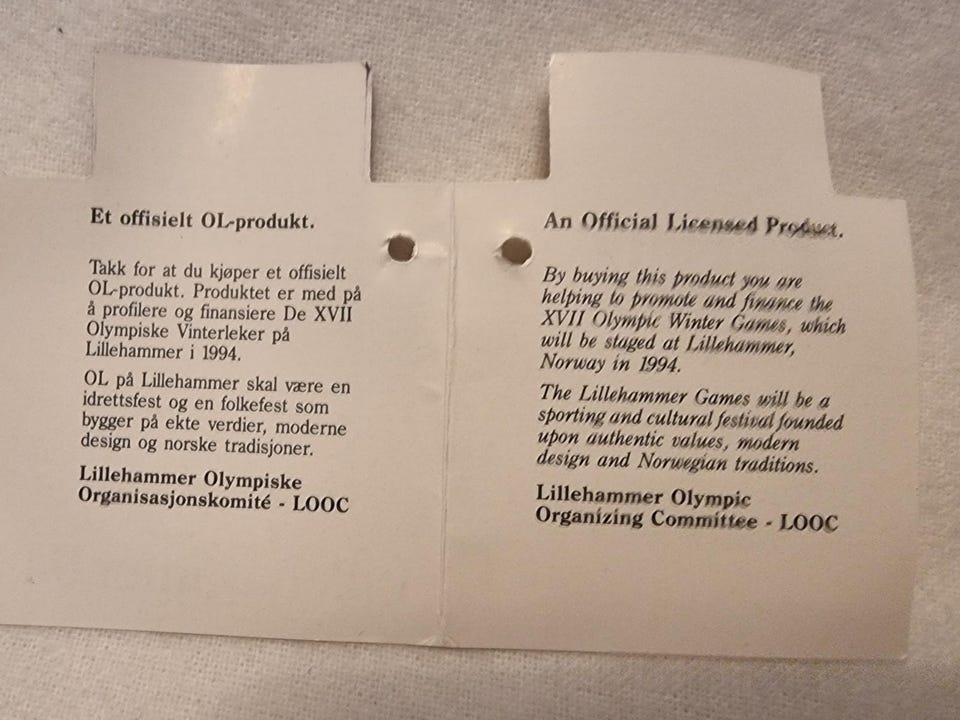 Et offisielt OL-produkt.
Takk for at du kjøper et offisielt
OL-produkt. Produktet er med på
å profilere og finansiere De XVII
Olympiske Vinterleker på
Lillehammer i 1994.
OL på Lillehammer skal være en
idrettsfest og en folkefest som
bygger på ekte verdier, moderne
design og norske tradisjoner.
Lillehammer Olympiske
Organisasjonskomité - LOOC
An Official Licensed Product.
By buying this product you are
helping to promote and finance the
XVII Olympic Winter Games, which
will be staged at Lillehammer,
Norway in 1994.
The Lillehammer Games will be a
sporting and cultural festival founded
upon authentic values, modern
design and Norwegian traditions.
Lillehammer Olympic
Organizing Committee - LOOC